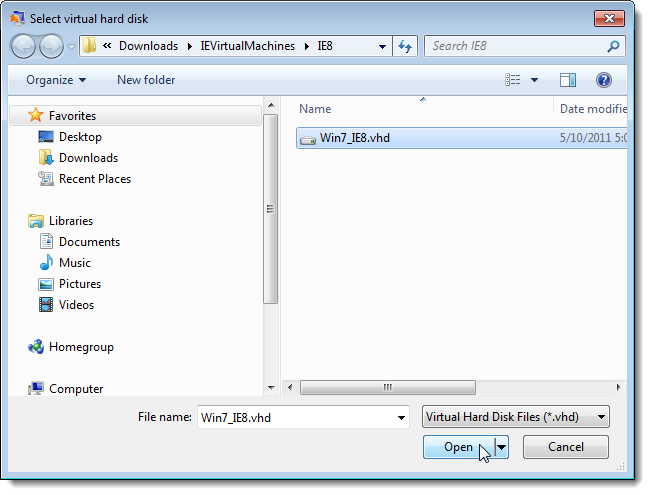 Select virtual hard disk
« Downloads IEVirtualMachines IE8 Search IE8
Organize New folder
Name Date modifie
Favorites
Desktop
Downloads
Recent Places
Libraries
Documents
Music
Pictures
Videos
Homegroup
Computer
Win7_IE8.vhd 5/10/2011 5:0
File name: Win7_IE8.vhd Virtual Hard Disk Files (*.vhd)
Open Cancel